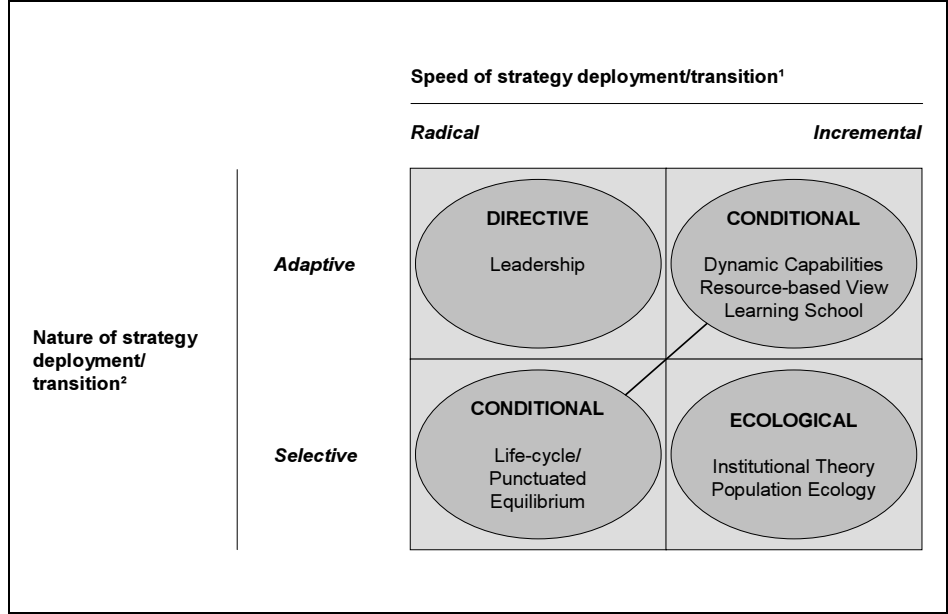 Speed of strategy deployment/transition¹
Radical
Incremental
Adaptive
DIRECTIVE
Leadership
CONDITIONAL
Dynamic Capabilities
Resource-based View
Learning School
Nature of strategy
deployment/
transition²
Selective
CONDITIONAL
Life-cycle/
Punctuated
Equilibrium
ECOLOGICAL
Institutional Theory
Population Ecology